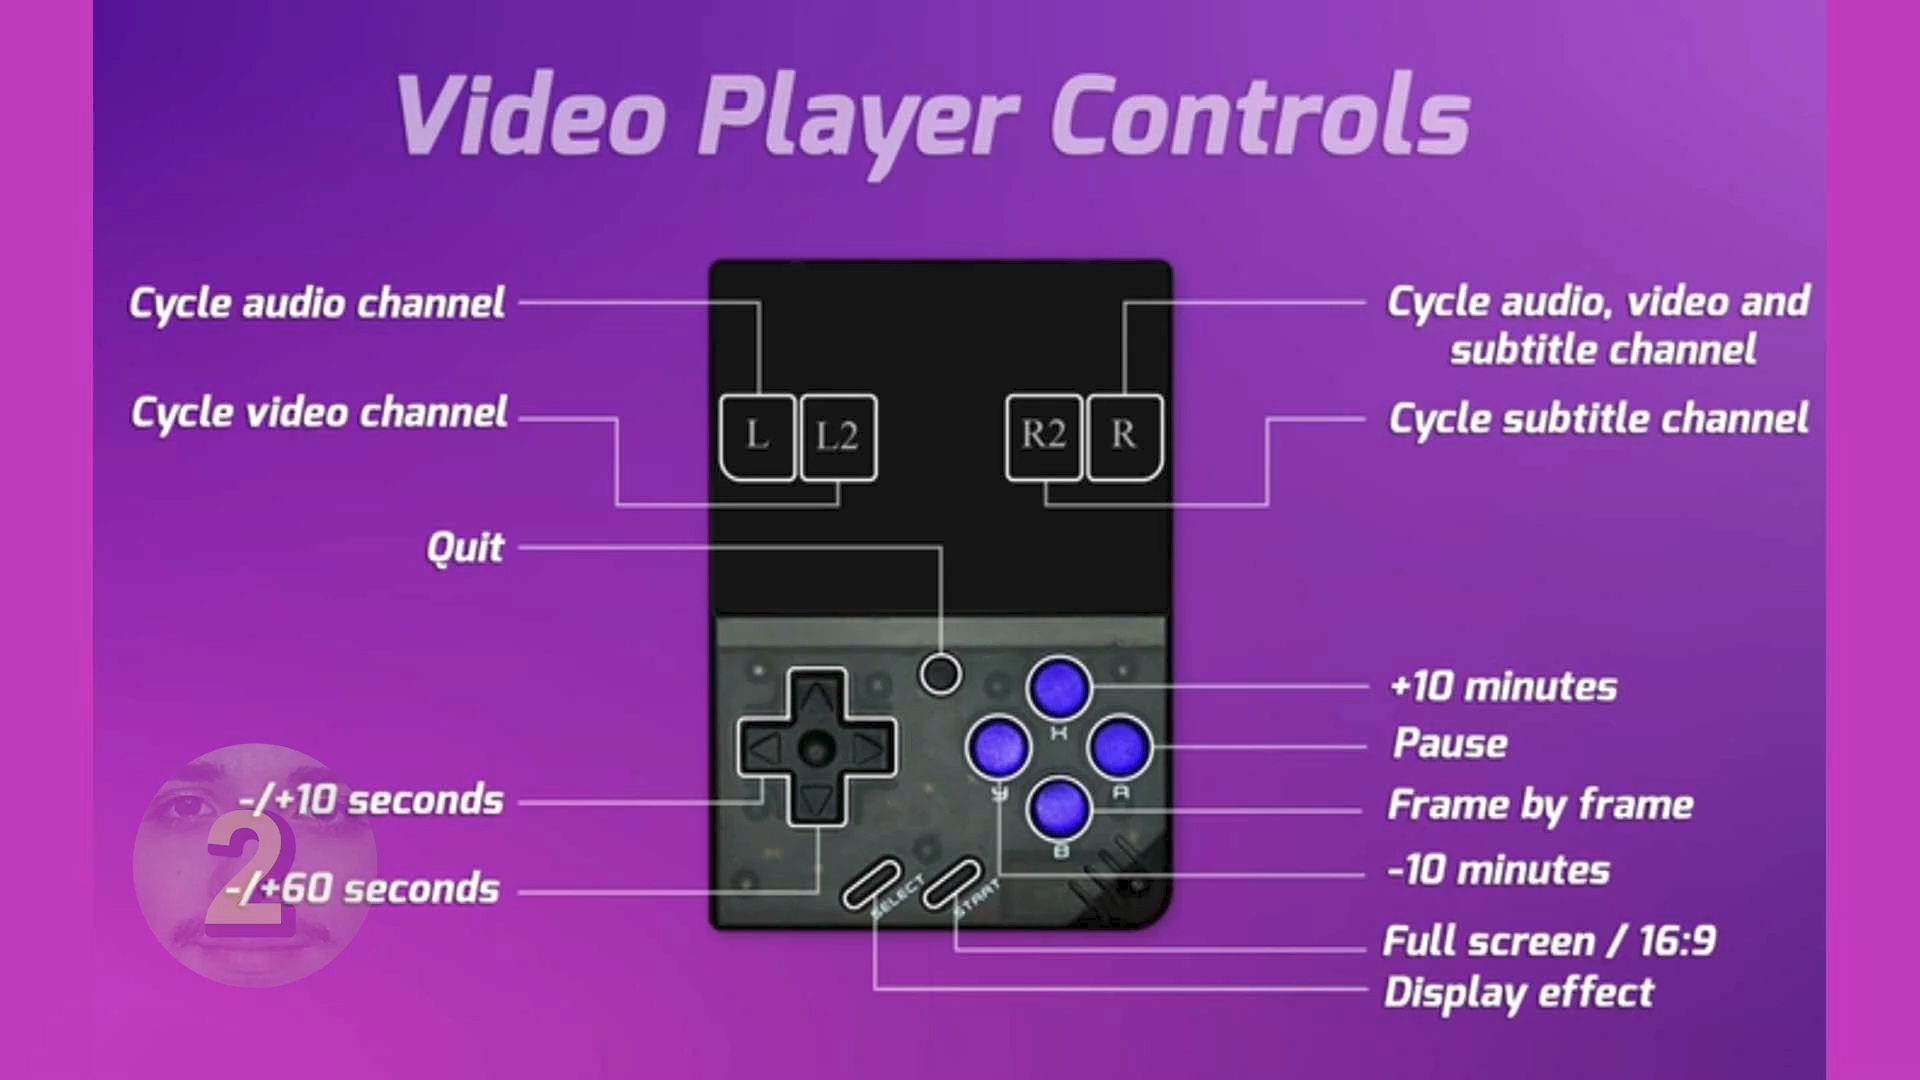 Video Player Controls
Cycle audio channel
Cycle audio, video and
subtitle channel
Cycle video channel
Cycle subtitle channel
L
L2
R2
R
Quit
+10 minutes
X
Pause
-/+10 seconds
Y
A
Frame by frame
B
-10 minutes
-/+60 seconds
2
SELECT
START
Full screen / 16:9
Display effect